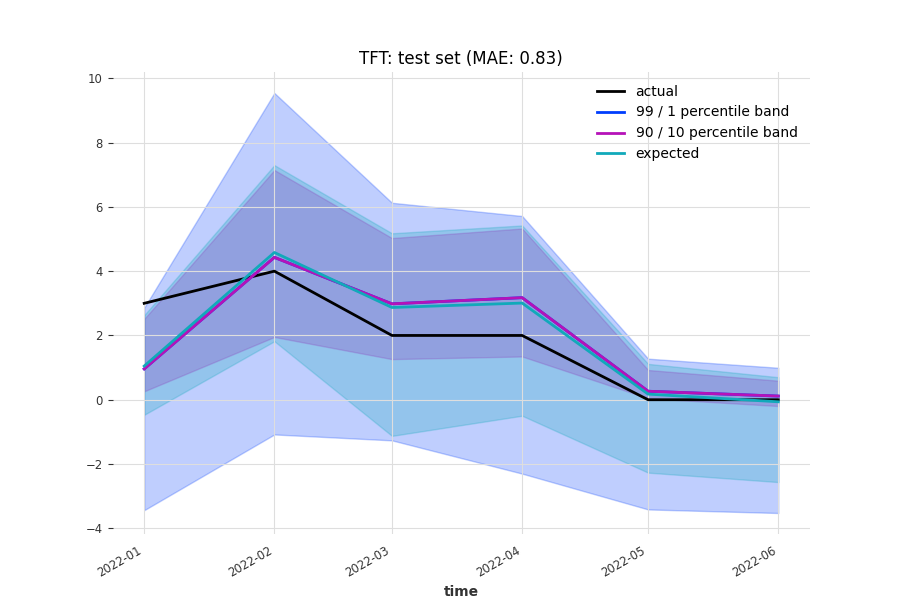 TFT: test set (MAE: 0.83)
actual
99 / 1 percentile band
90 / 10 percentile band
expected
10
8
6
4
2
0
−2
−4
2022-01
2022-02
2022-03
2022-04
2022-05
2022-06
time